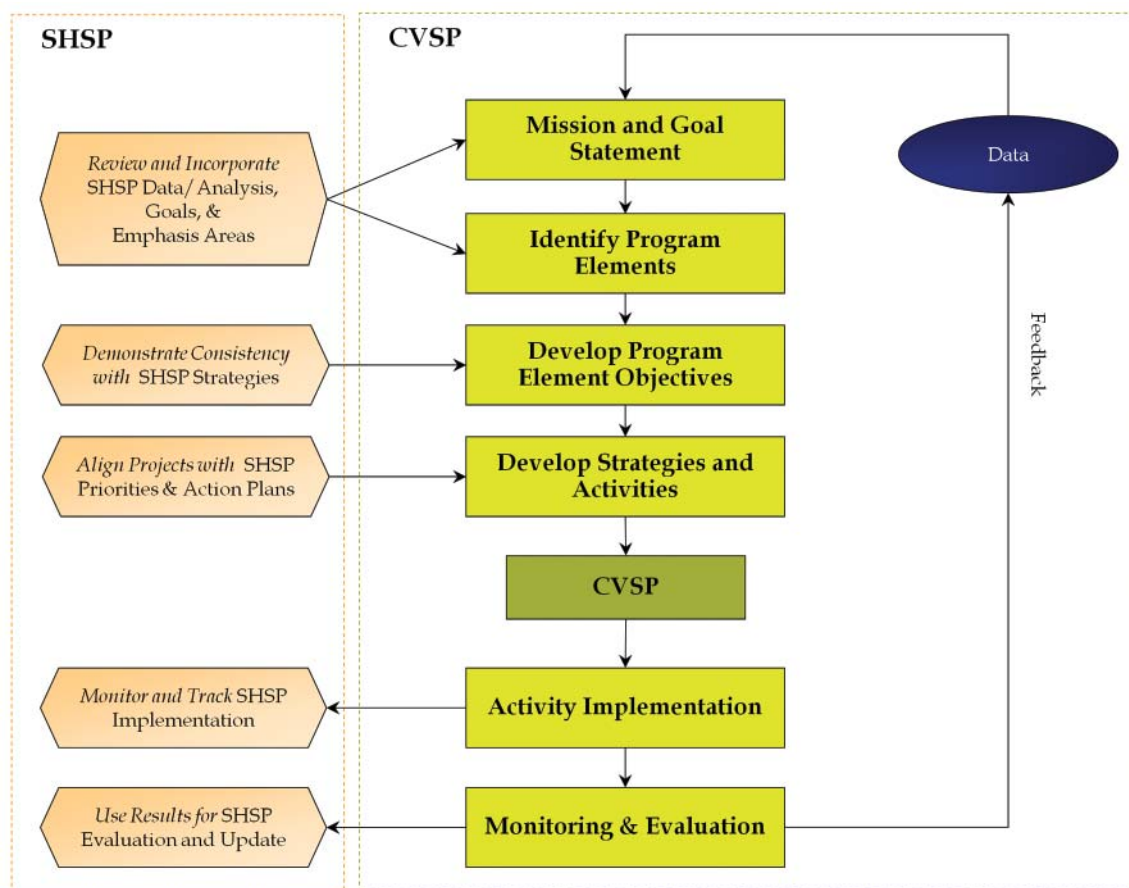 SHSP
CVSP
Mission and Goal
Statement
Data
Review and Incorporate
SHSP Data/Analysis,
Goals, &
Emphasis Areas
Identify Program
Elements
Feedback
Demonstrate Consistency
with SHSP Strategies
Develop Program
Element Objectives
Align Projects with SHSP
Priorities & Action Plans
Develop Strategies and
Activities
CVSP
Monitor and Track SHSP
Implementation
Activity Implementation
Use Results for SHSP
Evaluation and Update
Monitoring & Evaluation